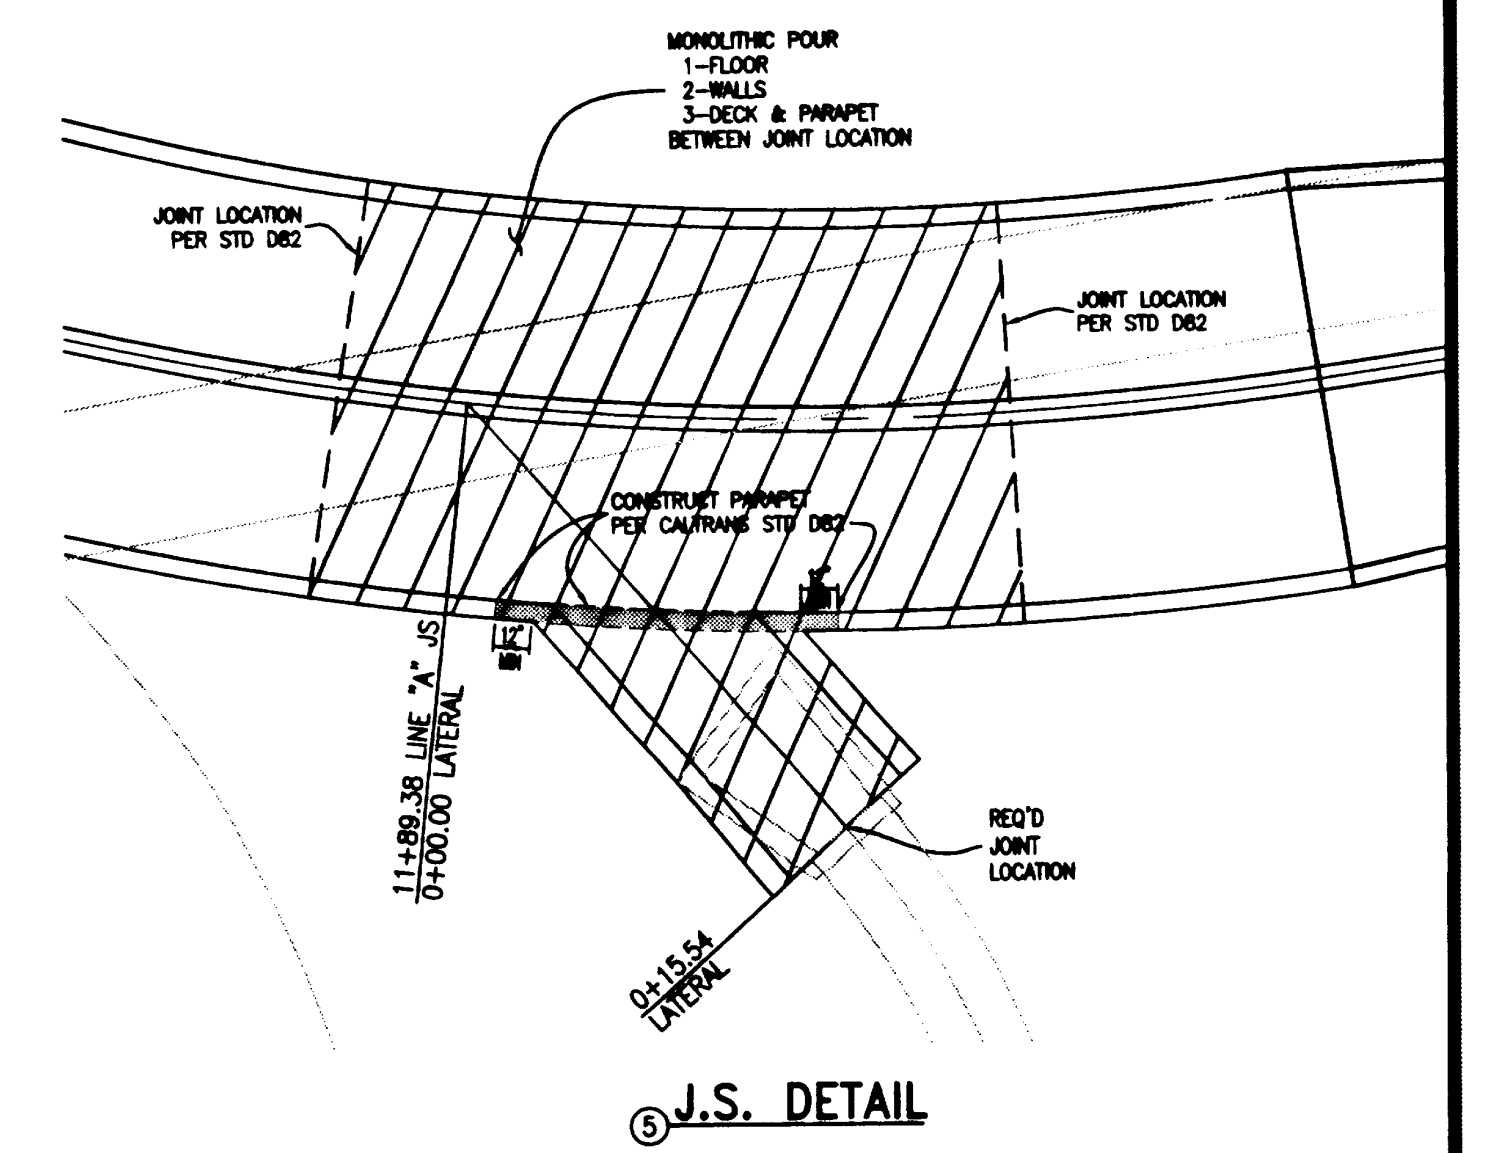 MONOLITHIC POUR
1-FLOOR
2-WALLS
3-DECK & PARAPET
BETWEEN JOINT LOCATION
JOINT LOCATION
PER STD D82
JOINT LOCATION
PER STD D82
CONSTRUCT PARAPET
PER CALTRANS STD D82
12"
MIN
11+89.38 LINE "A" JS
0+00.00 LATERAL
REQ'D
JOINT
LOCATION
0+15.54
LATERAL
5 J.S. DETAIL